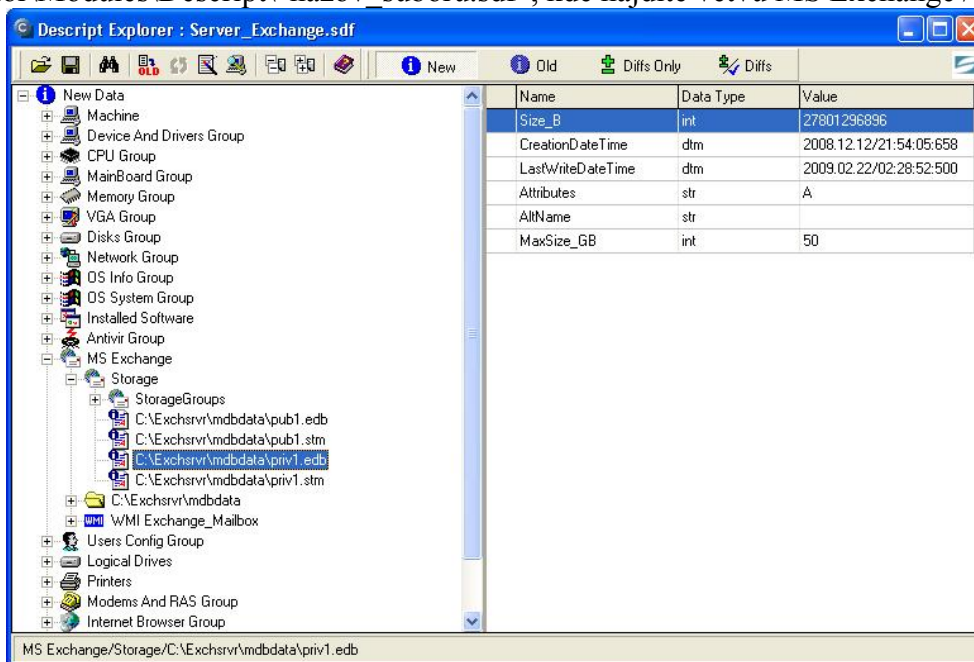 Descript Explorer : Server_Exchange.sdf
New Old Diffs Only Diffs
New Data
Machine
Device And Drivers Group
CPU Group
MainBoard Group
Memory Group
VGA Group
Disks Group
Network Group
OS Info Group
OS System Group
Installed Software
Antivir Group
MS Exchange
Storage
StorageGroups
C:\Exchsrvr\mdbdata\pub1.edb
C:\Exchsrvr\mdbdata\pub1.stm
C:\Exchsrvr\mdbdata\priv1.edb
C:\Exchsrvr\mdbdata\priv1.stm
C:\Exchsrvr\mdbdata
WMI Exchange_Mailbox
Users Config Group
Logical Drives
Printers
Modems And RAS Group
Internet Browser Group
Name Data Type Value
Size_B int 27801296896
CreationDateTime dtm 2008.12.12/21:54:05:658
LastWriteDateTime dtm 2009.02.22/02:28:52:500
Attributes str A
AltName str
MaxSize_GB int 50
MS Exchange/Storage/C:\Exchsrvr\mdbdata\priv1.edb